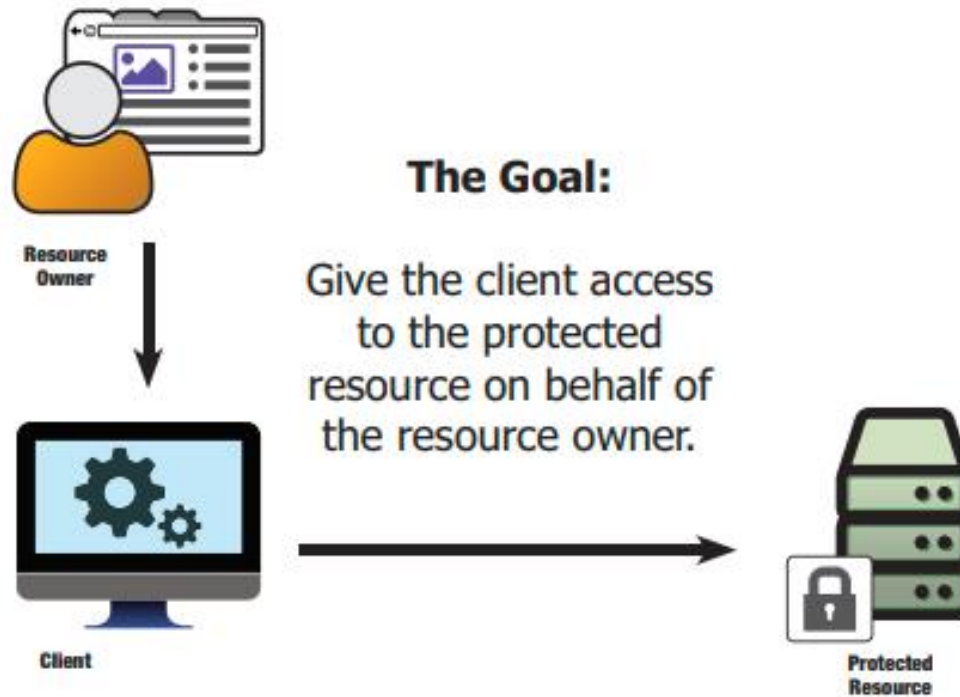 The Goal:
Resource
Owner
Give the client access
to the protected
resource on behalf of
the resource owner.
Client
Protected
Resource